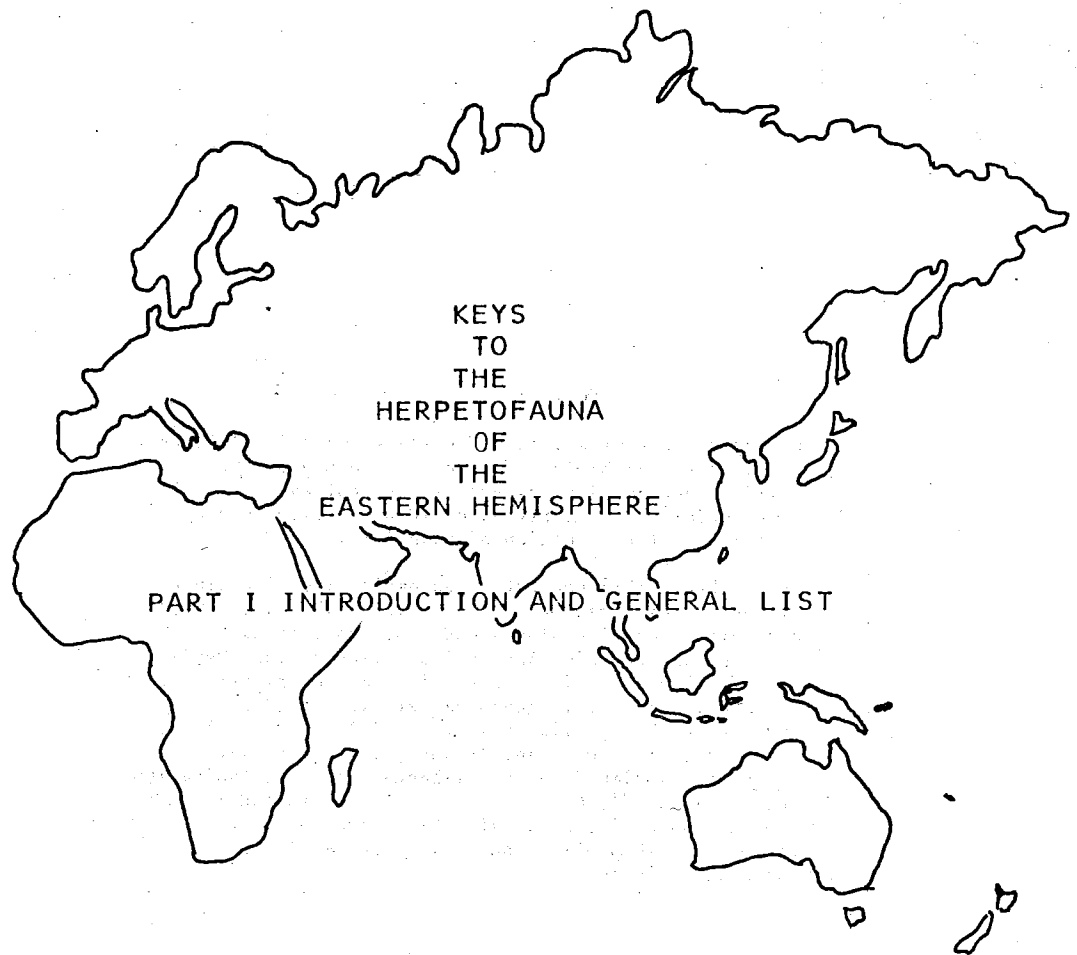 KEYS
TO
THE
HERPETOFAUNA
OF
THE
EASTERN HEMISPHERE
PART I INTRODUCTION AND GENERAL LIST